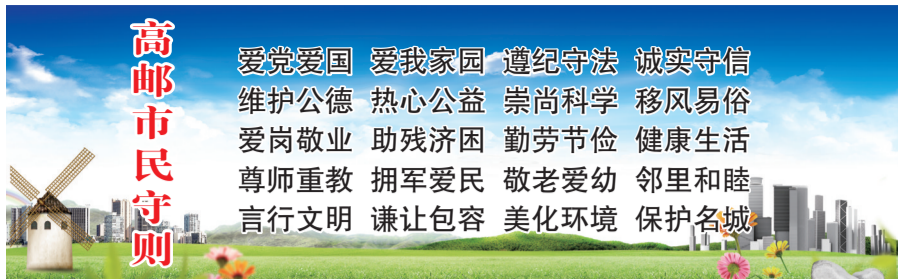 高邮市民守则
爱党爱国 爱我家园 遵纪守法 诚实守信
维护公德 热心公益 崇尚科学 移风易俗
爱岗敬业 助残济困 勤劳节俭 健康生活
尊师重教 拥军爱民 敬老爱幼 邻里和睦
言行文明 谦让包容 美化环境 保护名城